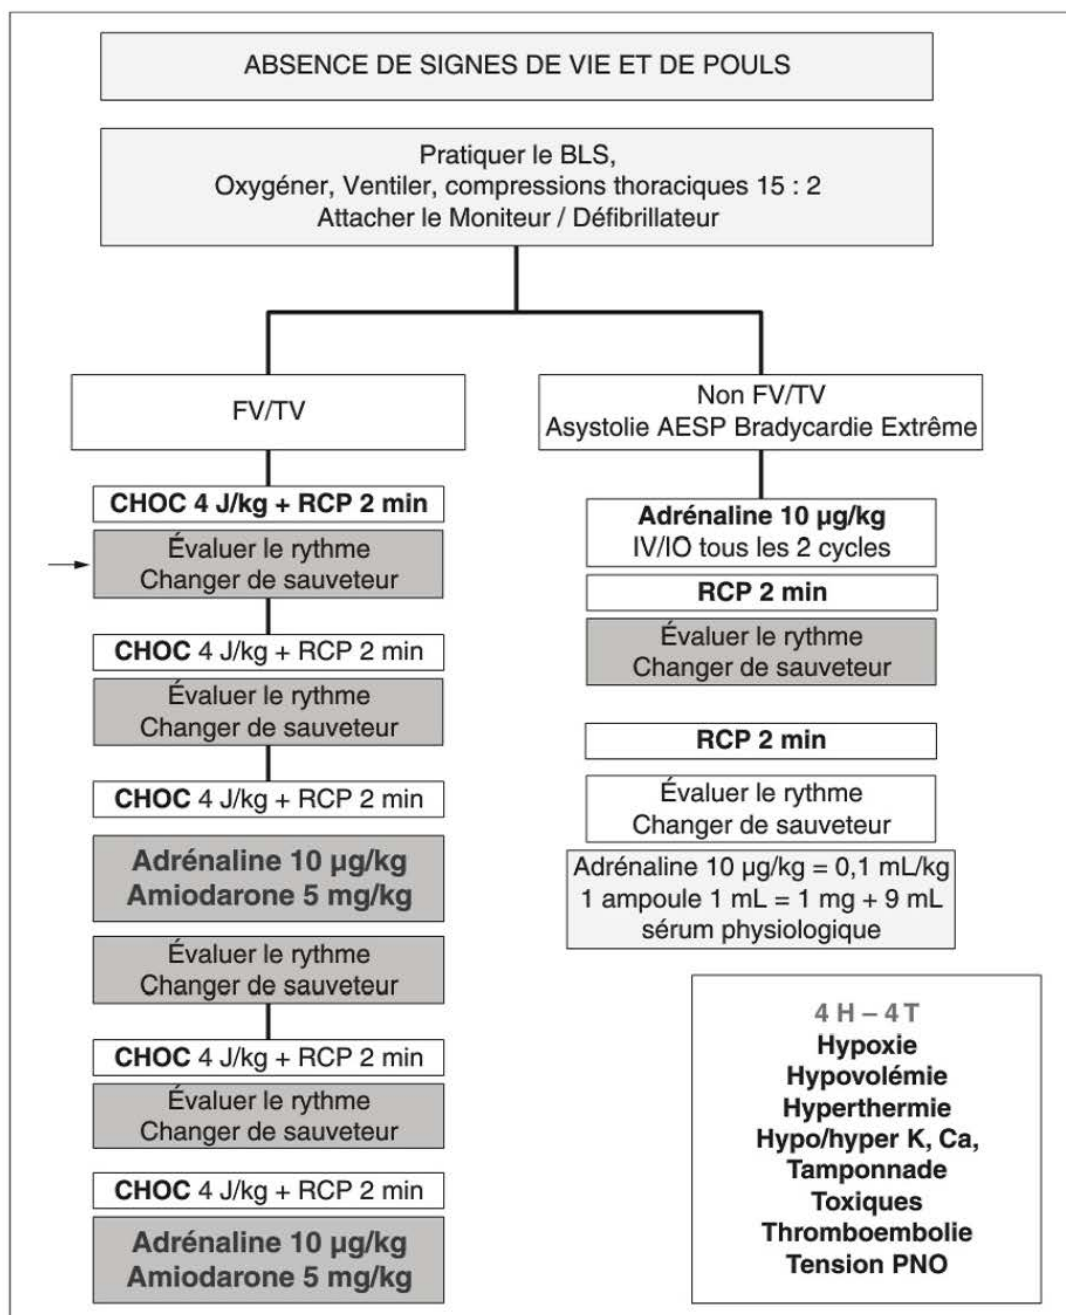 ABSENCE DE SIGNES DE VIE ET DE POULS
Pratiquer le BLS,
Oxygéner, Ventiler, compressions thoraciques 15 : 2
Attacher le Moniteur / Défibrillateur
FV/TV
CHOC 4 J/kg + RCP 2 min
Évaluer le rythme
Changer de sauveteur
CHOC 4 J/kg + RCP 2 min
Évaluer le rythme
Changer de sauveteur
CHOC 4 J/kg + RCP 2 min
Adrénaline 10 µg/kg
Amiodarone 5 mg/kg
Évaluer le rythme
Changer de sauveteur
CHOC 4 J/kg + RCP 2 min
Évaluer le rythme
Changer de sauveteur
CHOC 4 J/kg + RCP 2 min
Adrénaline 10 µg/kg
Amiodarone 5 mg/kg
Non FV/TV
Asystolie AESP Bradycardie Extrême
Adrénaline 10 µg/kg
IV/IO tous les 2 cycles
RCP 2 min
Évaluer le rythme
Changer de sauveteur
RCP 2 min
Évaluer le rythme
Changer de sauveteur
Adrénaline 10 µg/kg = 0,1 mL/kg
1 ampoule 1 mL = 1 mg + 9 mL
sérum physiologique
4 H – 4 T
Hypoxie
Hypovolémie
Hyperthermie
Hypo/hyper K, Ca,
Tamponnade
Toxiques
Thromboembolie
Tension PNO